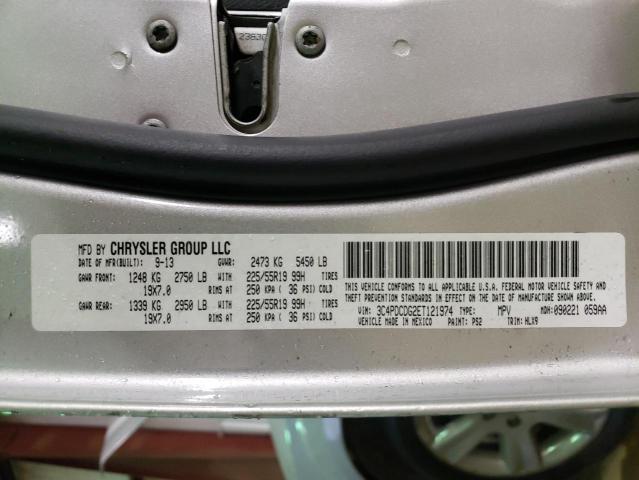 23830
MFD BY CHRYSLER GROUP LLC
DATE OF MFR(BUILT): 9-13 GVWR: 2473 KG 5450 LB
GAWR FRONT: 1248 KG 2750 LB WITH 225/55R19 99H TIRES
19X7.0 RIMS AT 250 KPA ( 36 PSI) COLD
GAWR REAR: 1339 KG 2950 LB WITH 225/55R19 99H TIRES
19X7.0 RIMS AT 250 KPA ( 36 PSI) COLD
THIS VEHICLE CONFORMS TO ALL APPLICABLE U.S.A. FEDERAL MOTOR VEHICLE SAFETY AND
THEFT PREVENTION STANDARDS IN EFFECT ON THE DATE OF MANUFACTURE SHOWN ABOVE.
VIN: 3C4PDCDG2ET121974 TYPE: MPV MDH:090221 059AA
VEHICLE MADE IN MEXICO PAINT: PS2 TRIM: HLX9